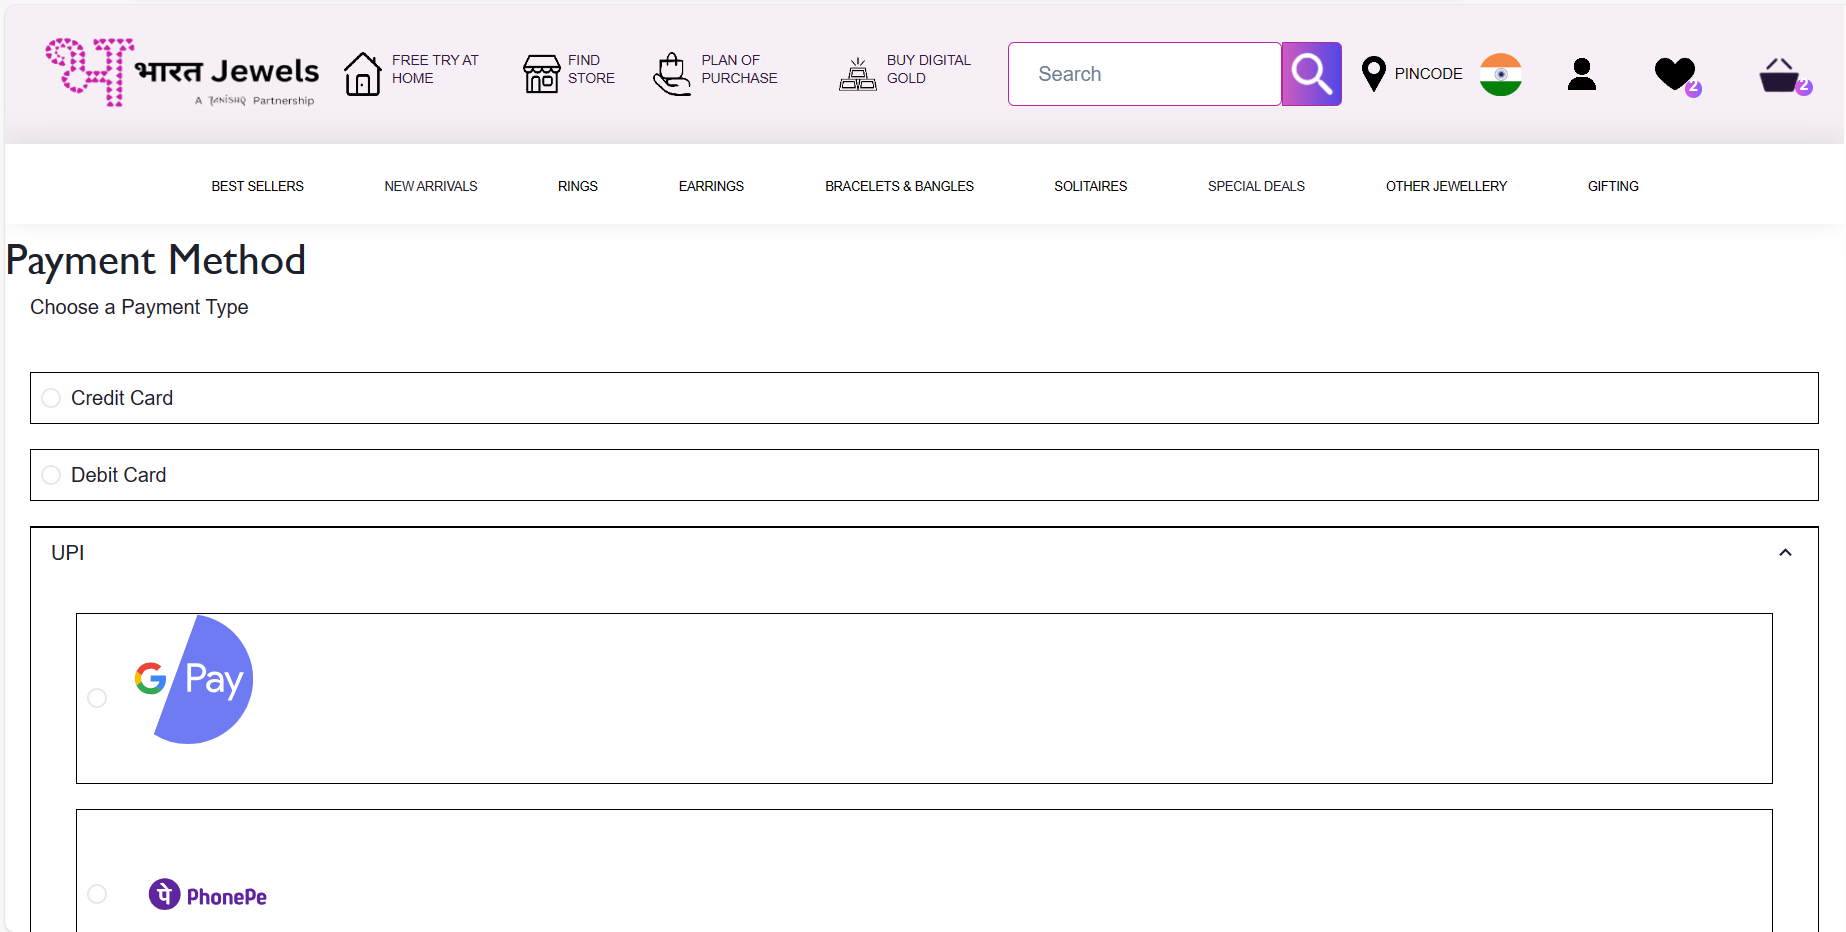 भा
भारत Jewels
A TANISHQ Partnership
FREE TRY AT
HOME
FIND
STORE
PLAN OF
PURCHASE
BUY DIGITAL
GOLD
Search
PINCODE
2
2
BEST SELLERS
NEW ARRIVALS
RINGS
EARRINGS
BRACELETS & BANGLES
SOLITAIRES
SPECIAL DEALS
OTHER JEWELLERY
GIFTING
Payment Method
Choose a Payment Type
Credit Card
Debit Card
UPI
G Pay
पे PhonePe